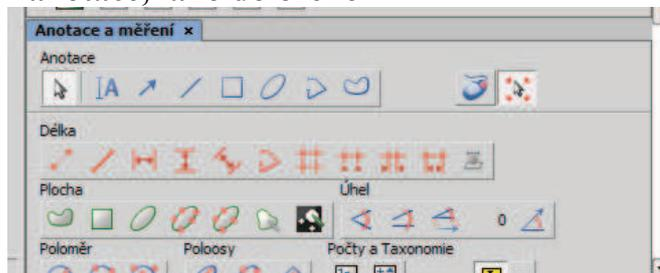 Anotace a měření ×
Anotace
A
Délka
Plocha Úhel
0
Poloměr Poloosy Počty a Taxonomie